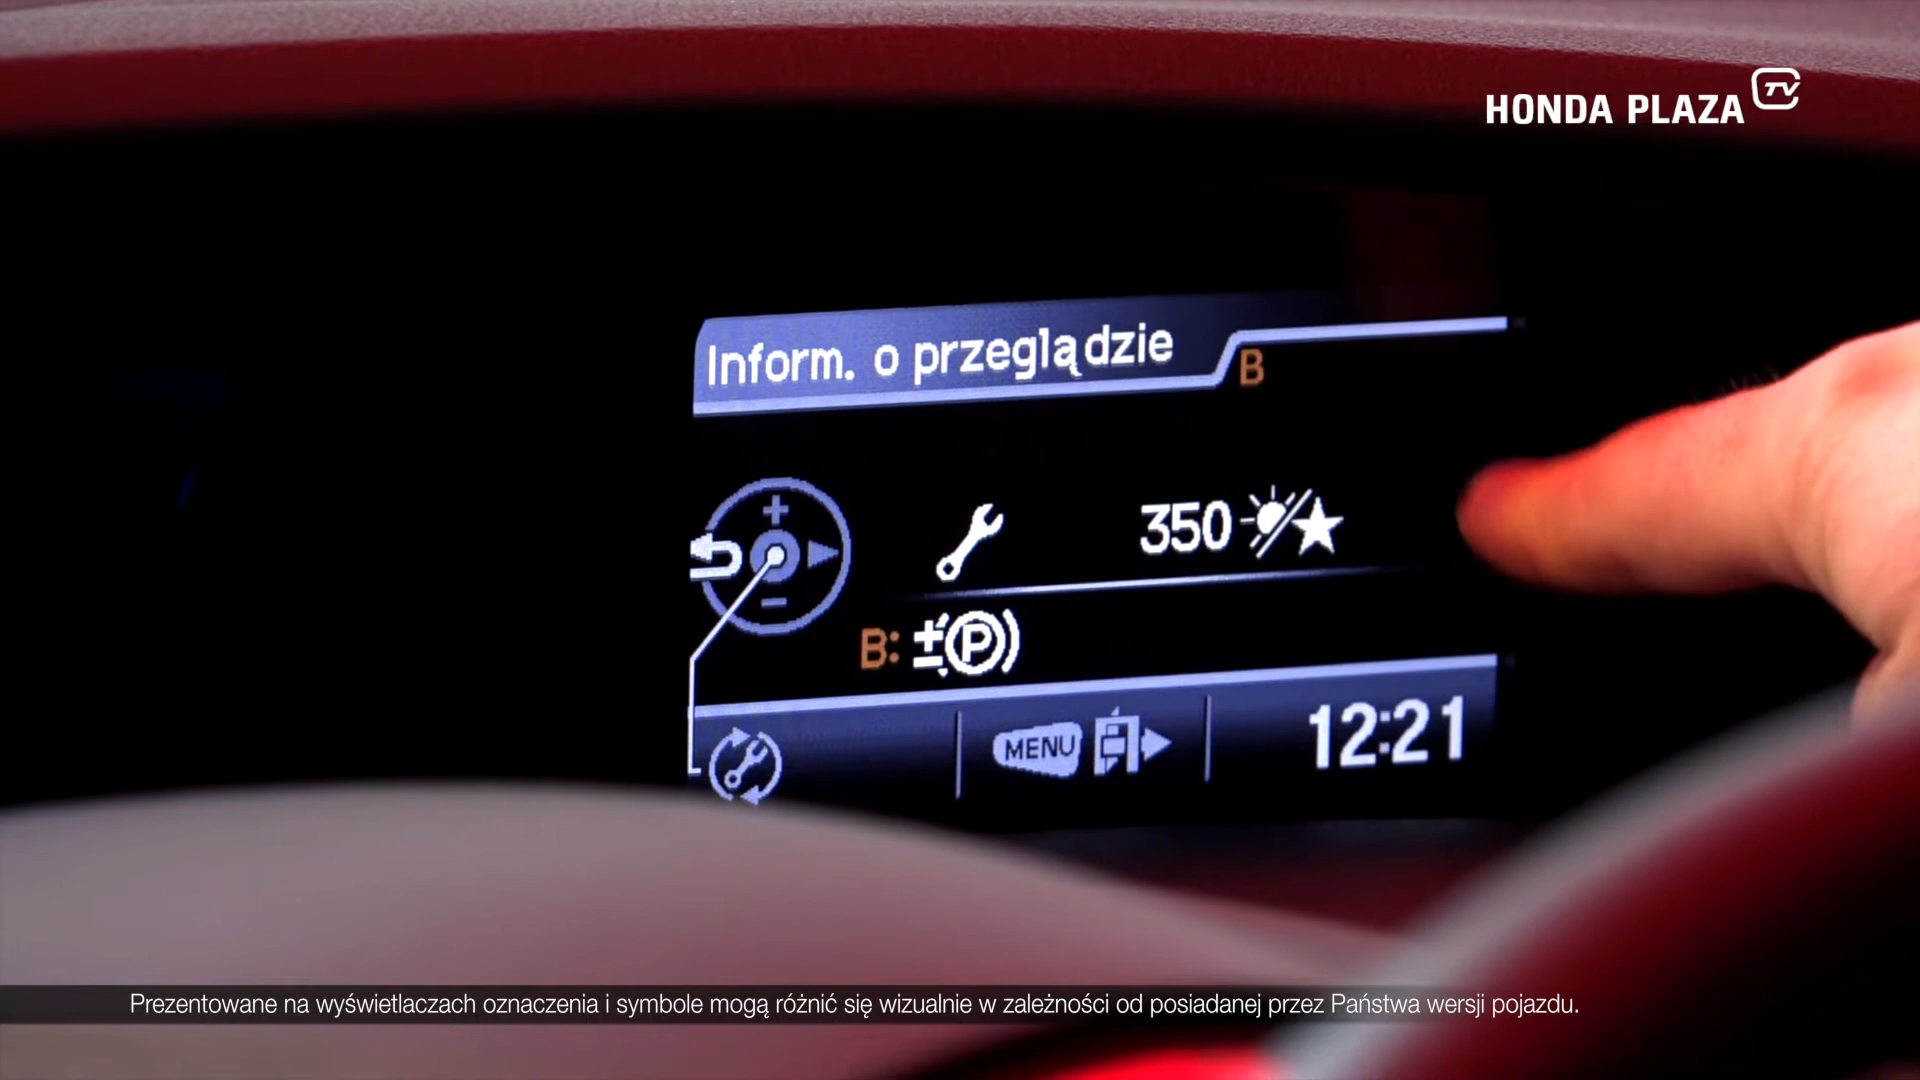 HONDA PLAZA TV
Inform. o przeglądzie
B
350
B: ±(P)
MENU
12:21
Prezentowane na wyświetlaczach oznaczenia i symbole mogą różnić się wizualnie w zależności od posiadanej przez Państwa wersji pojazdu.